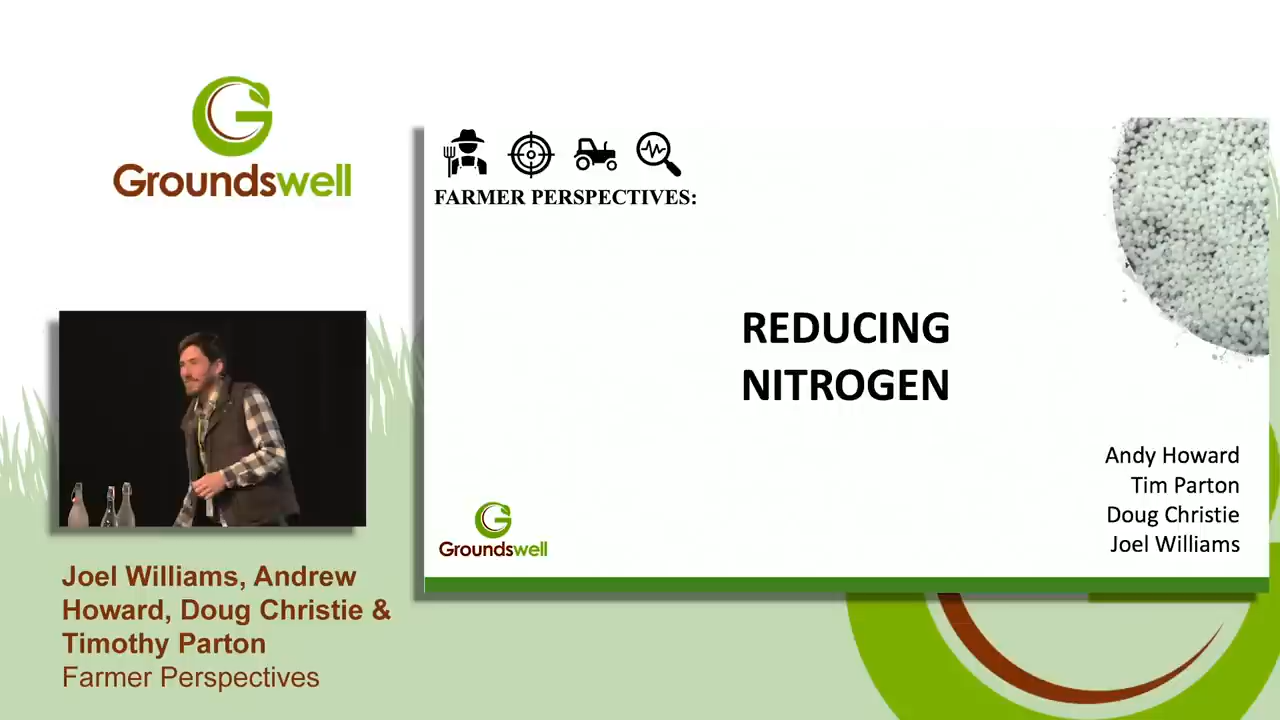 Groundswell
FARMER PERSPECTIVES:
REDUCING
NITROGEN
Andy Howard
Tim Parton
Doug Christie
Joel Williams
Groundswell
Joel Williams, Andrew
Howard, Doug Christie &
Timothy Parton
Farmer Perspectives